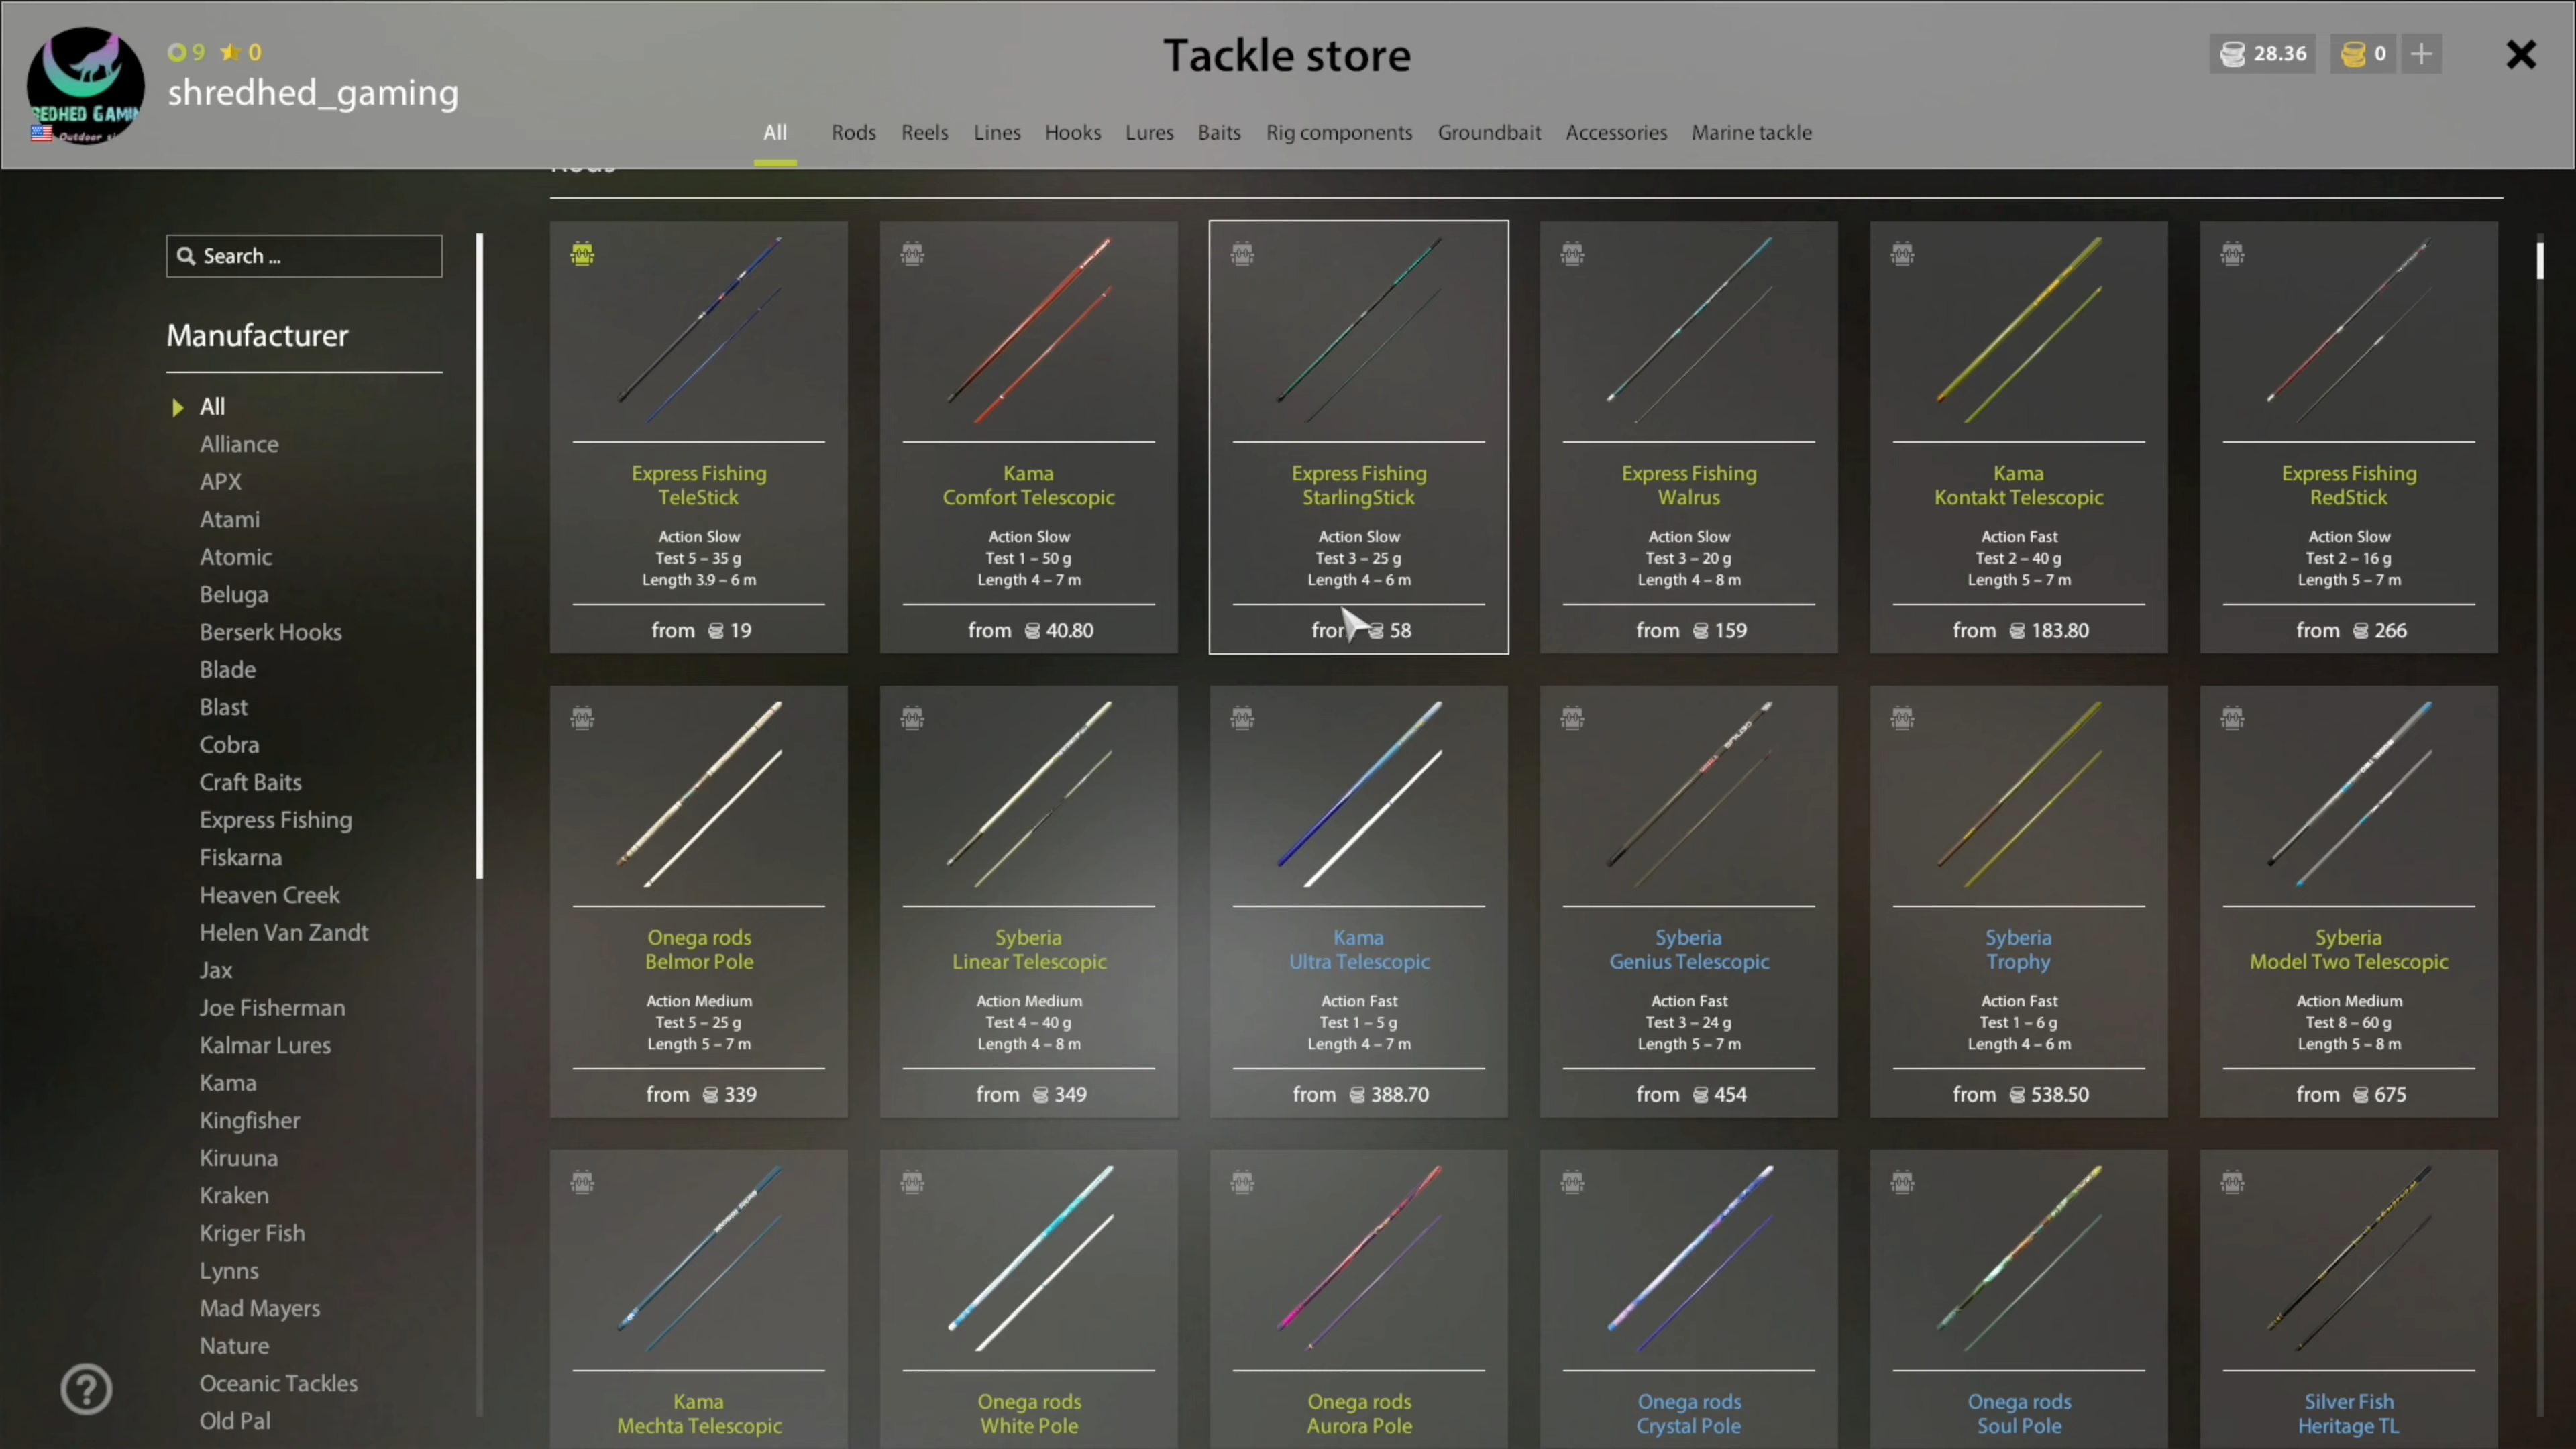 9 0
shredhed_gaming
Tackle store
28.36
0
All Rods Reels Lines Hooks Lures Baits Rig components Groundbait Accessories Marine tackle
Rods
Search ...
Manufacturer
All
Alliance
APX
Atami
Atomic
Beluga
Berserk Hooks
Blade
Blast
Cobra
Craft Baits
Express Fishing
Fiskarna
Heaven Creek
Helen Van Zandt
Jax
Joe Fisherman
Kalmar Lures
Kama
Kingfisher
Kiruuna
Kraken
Kriger Fish
Lynns
Mad Mayers
Nature
Oceanic Tackles
Old Pal
Express Fishing
TeleStick
Action Slow
Test 5 – 35 g
Length 3.9 – 6 m
from 19
Kama
Comfort Telescopic
Action Slow
Test 1 – 50 g
Length 4 – 7 m
from 40.80
Express Fishing
StarlingStick
Action Slow
Test 3 – 25 g
Length 4 – 6 m
from 58
Express Fishing
Walrus
Action Slow
Test 3 – 20 g
Length 4 – 8 m
from 159
Kama
Kontakt Telescopic
Action Fast
Test 2 – 40 g
Length 5 – 7 m
from 183.80
Express Fishing
RedStick
Action Slow
Test 2 – 16 g
Length 5 – 7 m
from 266
Onega rods
Belmor Pole
Action Medium
Test 5 – 25 g
Length 5 – 7 m
from 339
Syberia
Linear Telescopic
Action Medium
Test 4 – 40 g
Length 4 – 8 m
from 349
Kama
Ultra Telescopic
Action Fast
Test 1 – 5 g
Length 4 – 7 m
from 388.70
Syberia
Genius Telescopic
Action Fast
Test 3 – 24 g
Length 5 – 7 m
from 454
Syberia
Trophy
Action Fast
Test 1 – 6 g
Length 4 – 6 m
from 538.50
Syberia
Model Two Telescopic
Action Medium
Test 8 – 60 g
Length 5 – 8 m
from 675
Kama
Mechta Telescopic
Onega rods
White Pole
Onega rods
Aurora Pole
Onega rods
Crystal Pole
Onega rods
Soul Pole
Silver Fish
Heritage TL